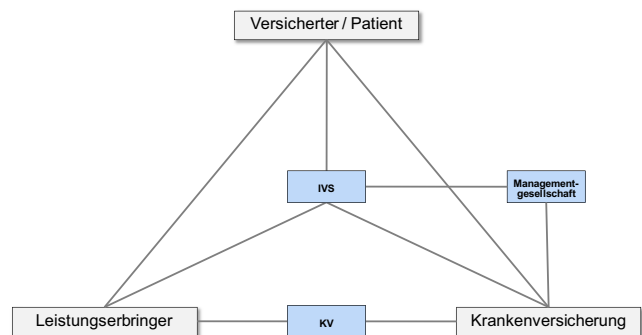 Versicherter / Patient
IVS
Management-
gesellschaft
Leistungserbringer
KV
Krankenversicherung